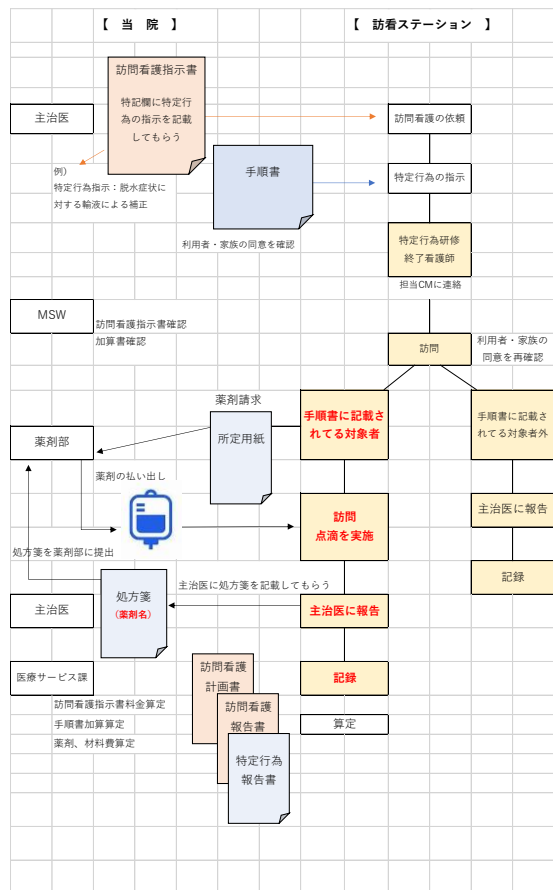 【 当 院 】
【 訪看ステーション 】
訪問看護指示書
特記欄に特定行
為の指示を記載
してもらう
主治医
訪問看護の依頼
例）
特定行為指示：脱水症状に
対する輸液による補正
手順書
特定行為の指示
利用者・家族の同意を確認
特定行為研修
終了看護師
担当CMに連絡
MSW
訪問看護指示書確認
加算書確認
訪問
利用者・家族の
同意を再確認
薬剤請求
所定用紙
手順書に記載さ
れてる対象者
手順書に記載さ
れてる対象者外
薬剤部
薬剤の払い出し
訪問
点滴を実施
主治医に報告
処方箋を薬剤部に提出
記録
処方箋
（薬剤名）
主治医に処方箋を記載してもらう
主治医
主治医に報告
医療サービス課
訪問看護
計画書
記録
訪問看護指示書料金算定
手順書加算算定
薬剤、材料費算定
訪問看護
報告書
算定
特定行為
報告書